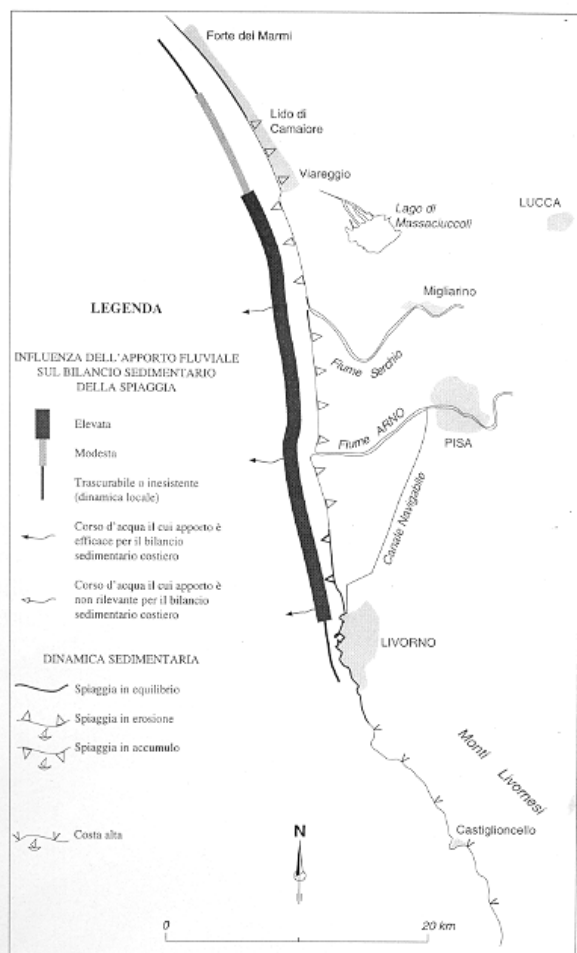 Forte dei Marmi
Lido di
Camaiore
Viareggio
Lago di
Massaciuccoli
LUCCA
Migliarino
Fiume Serchio
Fiume ARNO
PISA
Canale Navigabile
LIVORNO
Monti Livornesi
Castiglioncello
LEGENDA
INFLUENZA DELL'APPORTO FLUVIALE
SUL BILANCIO SEDIMENTARIO
DELLA SPIAGGIA
Elevata
Modesta
Trascurabile o inesistente
(dinamica locale)
Corso d'acqua il cui apporto è
efficace per il bilancio
sedimentario costiero
Corso d'acqua il cui apporto è
non rilevante per il bilancio
sedimentario costiero
DINAMICA SEDIMENTARIA
Spiaggia in equilibrio
Spiaggia in erosione
Spiaggia in accumulo
Costa alta
N
0
20 km